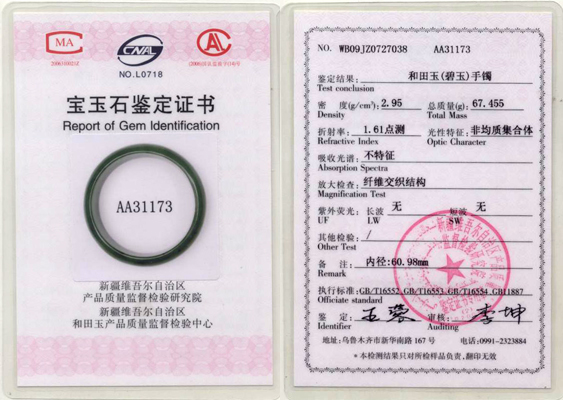 MA
CNAL
NO.L0718
宝玉石鉴定证书
Report of Gem Identification
AA31173
新疆维吾尔自治区
产品质量监督检验研究院
新疆维吾尔自治区
和田玉产品质量监督检验中心
NO. WB09JZ0727038 AA31173
鉴定结果: 和田玉(碧玉)手镯
Test conclusion
密 度(g/cm³): 2.95 总质量(g): 67.455
Density Total Mass
折射率: 1.61点测 光性特征: 非均质集合体
Refractive Index Optic Character
吸收光谱: 不特征
Absorption Spectra
放大检查: 纤维交织结构
Magnification Test
紫外荧光: 长波 无 短波 无
UF LW SW
其他检验: /
Other Test
备 注: 内径:60.98mm
Remark
执行标准: GB/T16552、GB/T16553、GB/T16554、GB11887
Officiate standard
鉴 定: 审核: 李坤
Identifier Auditing
地址:乌鲁木齐市新华南路167号 电话:0991-2323884
*本检测结果只对所检样品负责,翻印无效